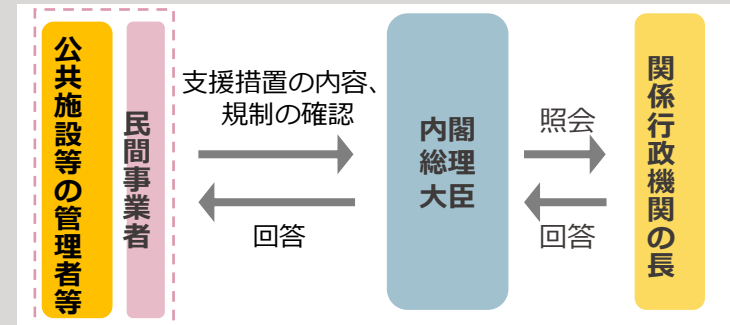 公共施設等の管理者等
民間事業者
支援措置の内容、
規制の確認
回答
内閣
総理
大臣
照会
回答
関係行政機関の長